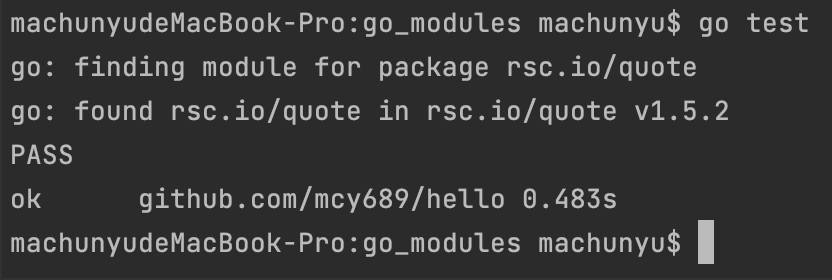 machunyudeMacBook-Pro:go_modules machunyu$ go test
go: finding module for package rsc.io/quote
go: found rsc.io/quote in rsc.io/quote v1.5.2
PASS
ok      github.com/mcy689/hello 0.483s
machunyudeMacBook-Pro:go_modules machunyu$